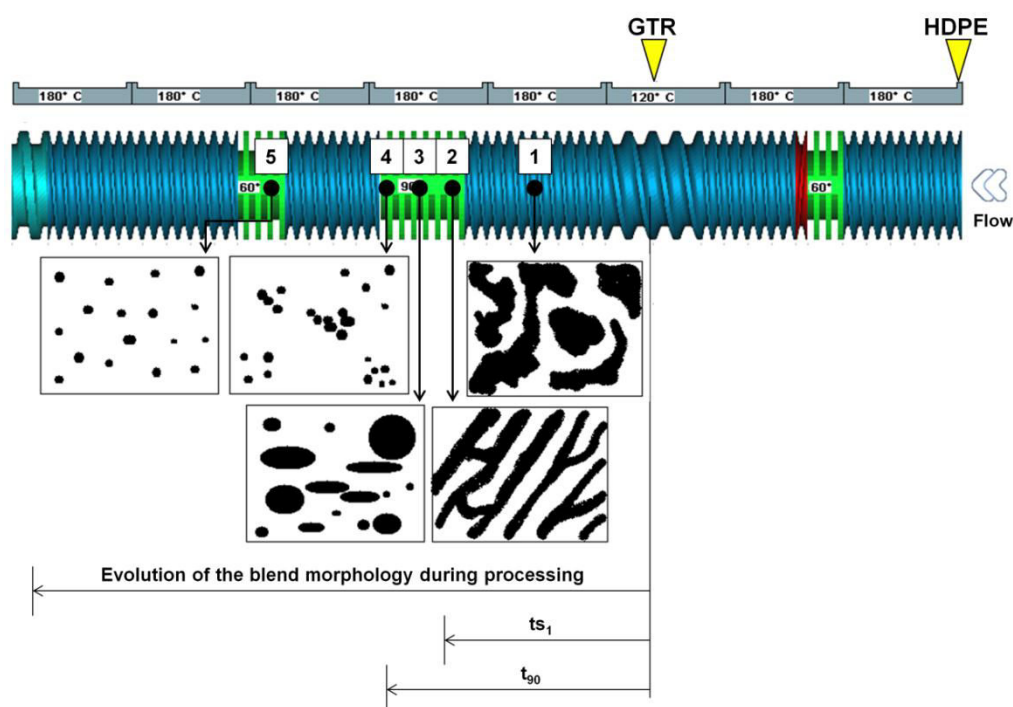 GTR
HDPE
180° C
180° C
180° C
180° C
180° C
120° C
180° C
180° C
5
4
3
2
1
60°
60°
Flow
Evolution of the blend morphology during processing
ts₁
t₉₀